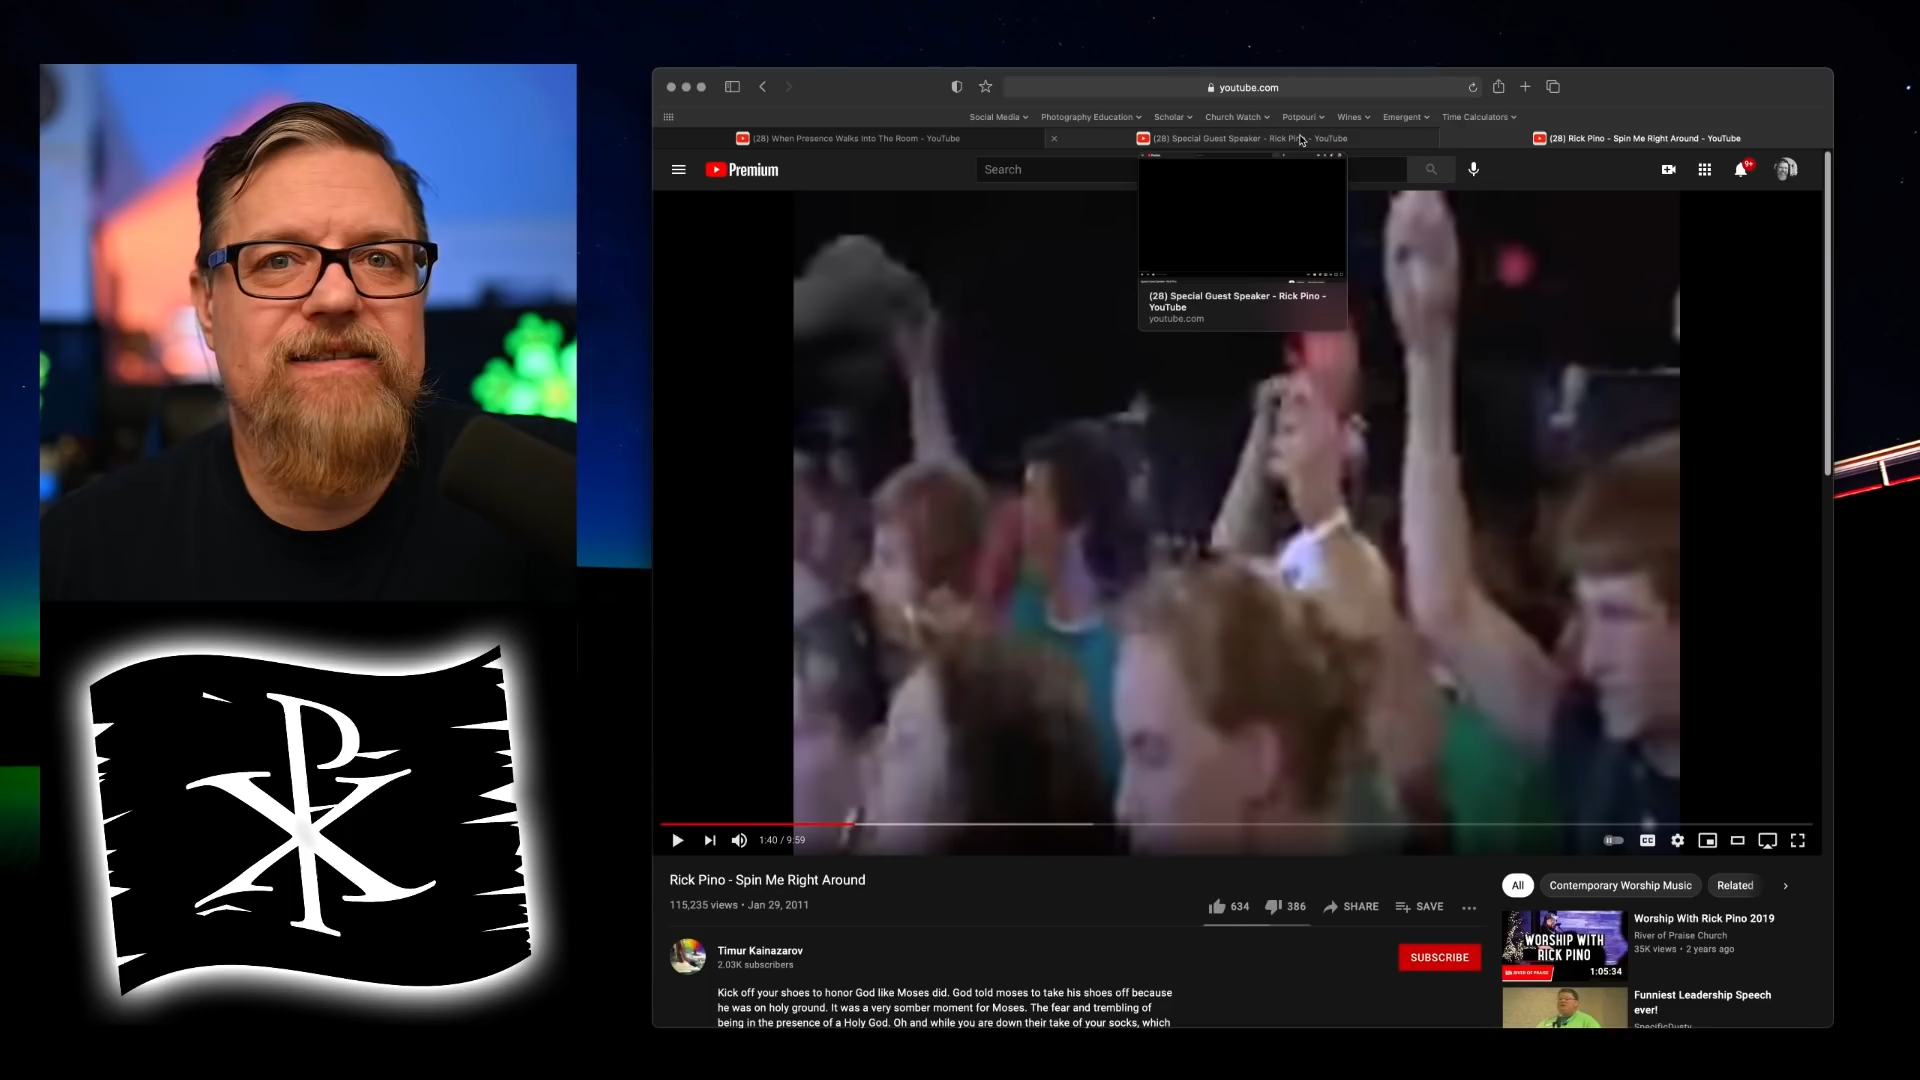 youtube.com
Social Media
Photography Education
Scholar
Church Watch
Potpouri
Wines
Emergent
Time Calculators
(28) When Presence Walks Into The Room - YouTube
(28) Special Guest Speaker - Rick Pino - YouTube
(28) Rick Pino - Spin Me Right Around - YouTube
Premium
Search
9+
(28) Special Guest Speaker - Rick Pino -
YouTube
youtube.com
1:40 / 9:59
CC
Rick Pino - Spin Me Right Around
115,235 views • Jan 29, 2011
634
386
SHARE
SAVE
Timur Kainazarov
2.03K subscribers
SUBSCRIBE
Kick off your shoes to honor God like Moses did. God told moses to take his shoes off because
he was on holy ground. It was a very somber moment for Moses. The fear and trembling of
being in the presence of a Holy God. Oh and while you are down their take of your socks, which
All
Contemporary Worship Music
Related
WORSHIP WITH
RICK PINO
RIVER OF PRAISE
1:05:34
Worship With Rick Pino 2019
River of Praise Church
35K views • 2 years ago
Funniest Leadership Speech
ever!